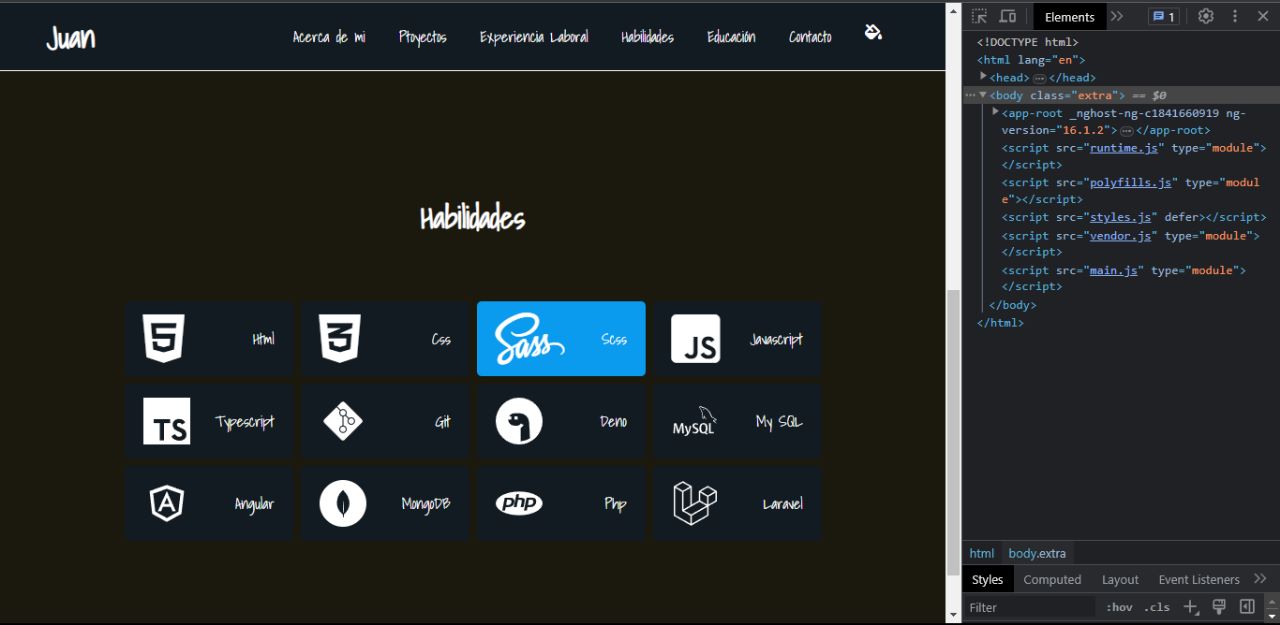 Juan Acerca de mi Ptoyectos Experiencia Laboral Habilidades Educación Contacto
Habilidades
5 Html 3 Css Sass Scss JS Javascript
TS Typescript Git Deno MySQL My SQL
A Angular MongoDB php Php Laravel
Elements 1
<!DOCTYPE html>
<html lang="en">
<head> … </head>
… <body class="extra"> == $0
<app-root _nghost-ng-c1841660919 ng-
version="16.1.2"> … </app-root>
<script src="runtime.js" type="module">
</script>
<script src="polyfills.js" type="modul
e"></script>
<script src="styles.js" defer></script>
<script src="vendor.js" type="module">
</script>
<script src="main.js" type="module">
</script>
</body>
</html>
html body.extra
Styles Computed Layout Event Listeners
Filter :hov .cls